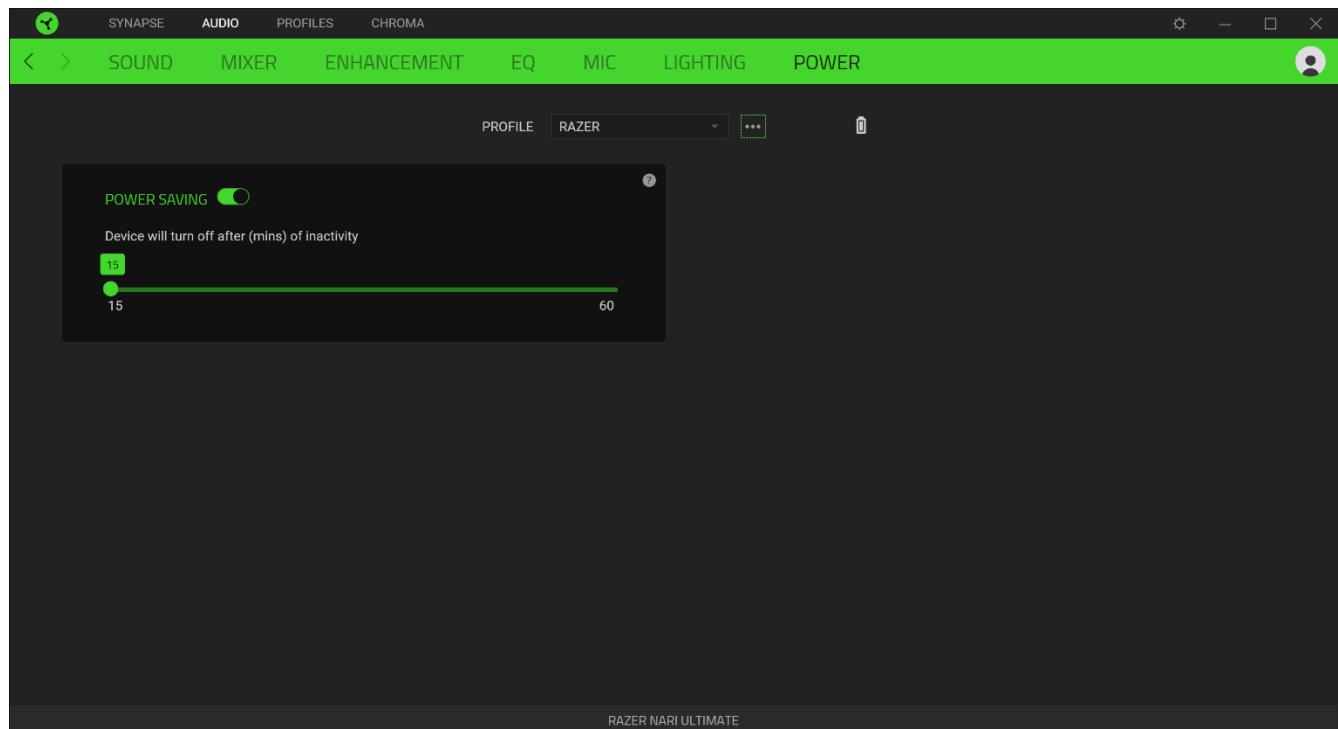 SYNAPSE AUDIO PROFILES CHROMA
SOUND MIXER ENHANCEMENT EQ MIC LIGHTING POWER
PROFILE RAZER
POWER SAVING
?
Device will turn off after (mins) of inactivity
15
15 60
RAZER NARI ULTIMATE